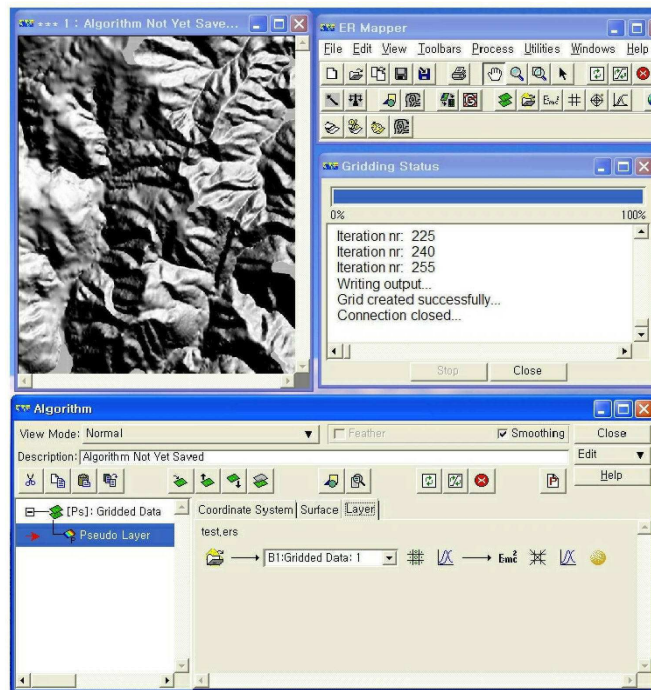 *** 1 : Algorithm Not Yet Saved...
ER Mapper
File Edit View Toolbars Process Utilities Windows Help
Emc²
Gridding Status
0% 100%
Iteration nr: 225
Iteration nr: 240
Iteration nr: 255
Writing output...
Grid created successfully...
Connection closed...
Stop Close
Algorithm
View Mode: Normal Feather Smoothing Close
Description: Algorithm Not Yet Saved Edit
Help
[Ps]: Gridded Data Coordinate System Surface Layer
Pseudo Layer
test.ers
B1:Gridded Data: 1 Emc²